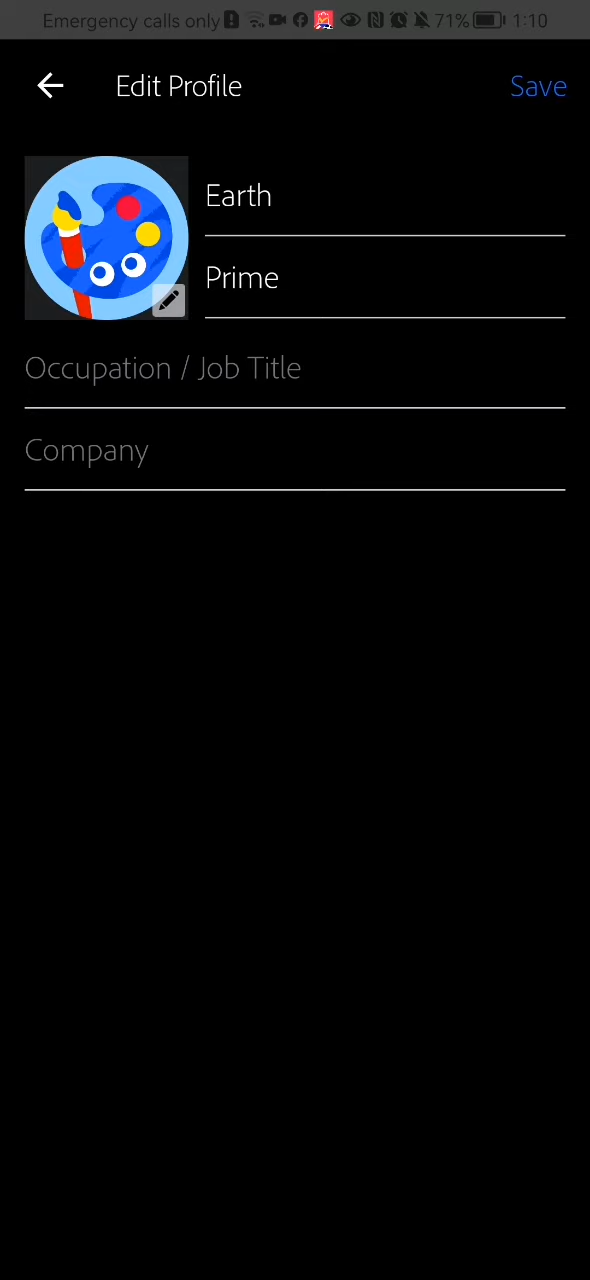 Emergency calls only 71% 1:10
Edit Profile Save
Earth
Prime
Occupation / Job Title
Company